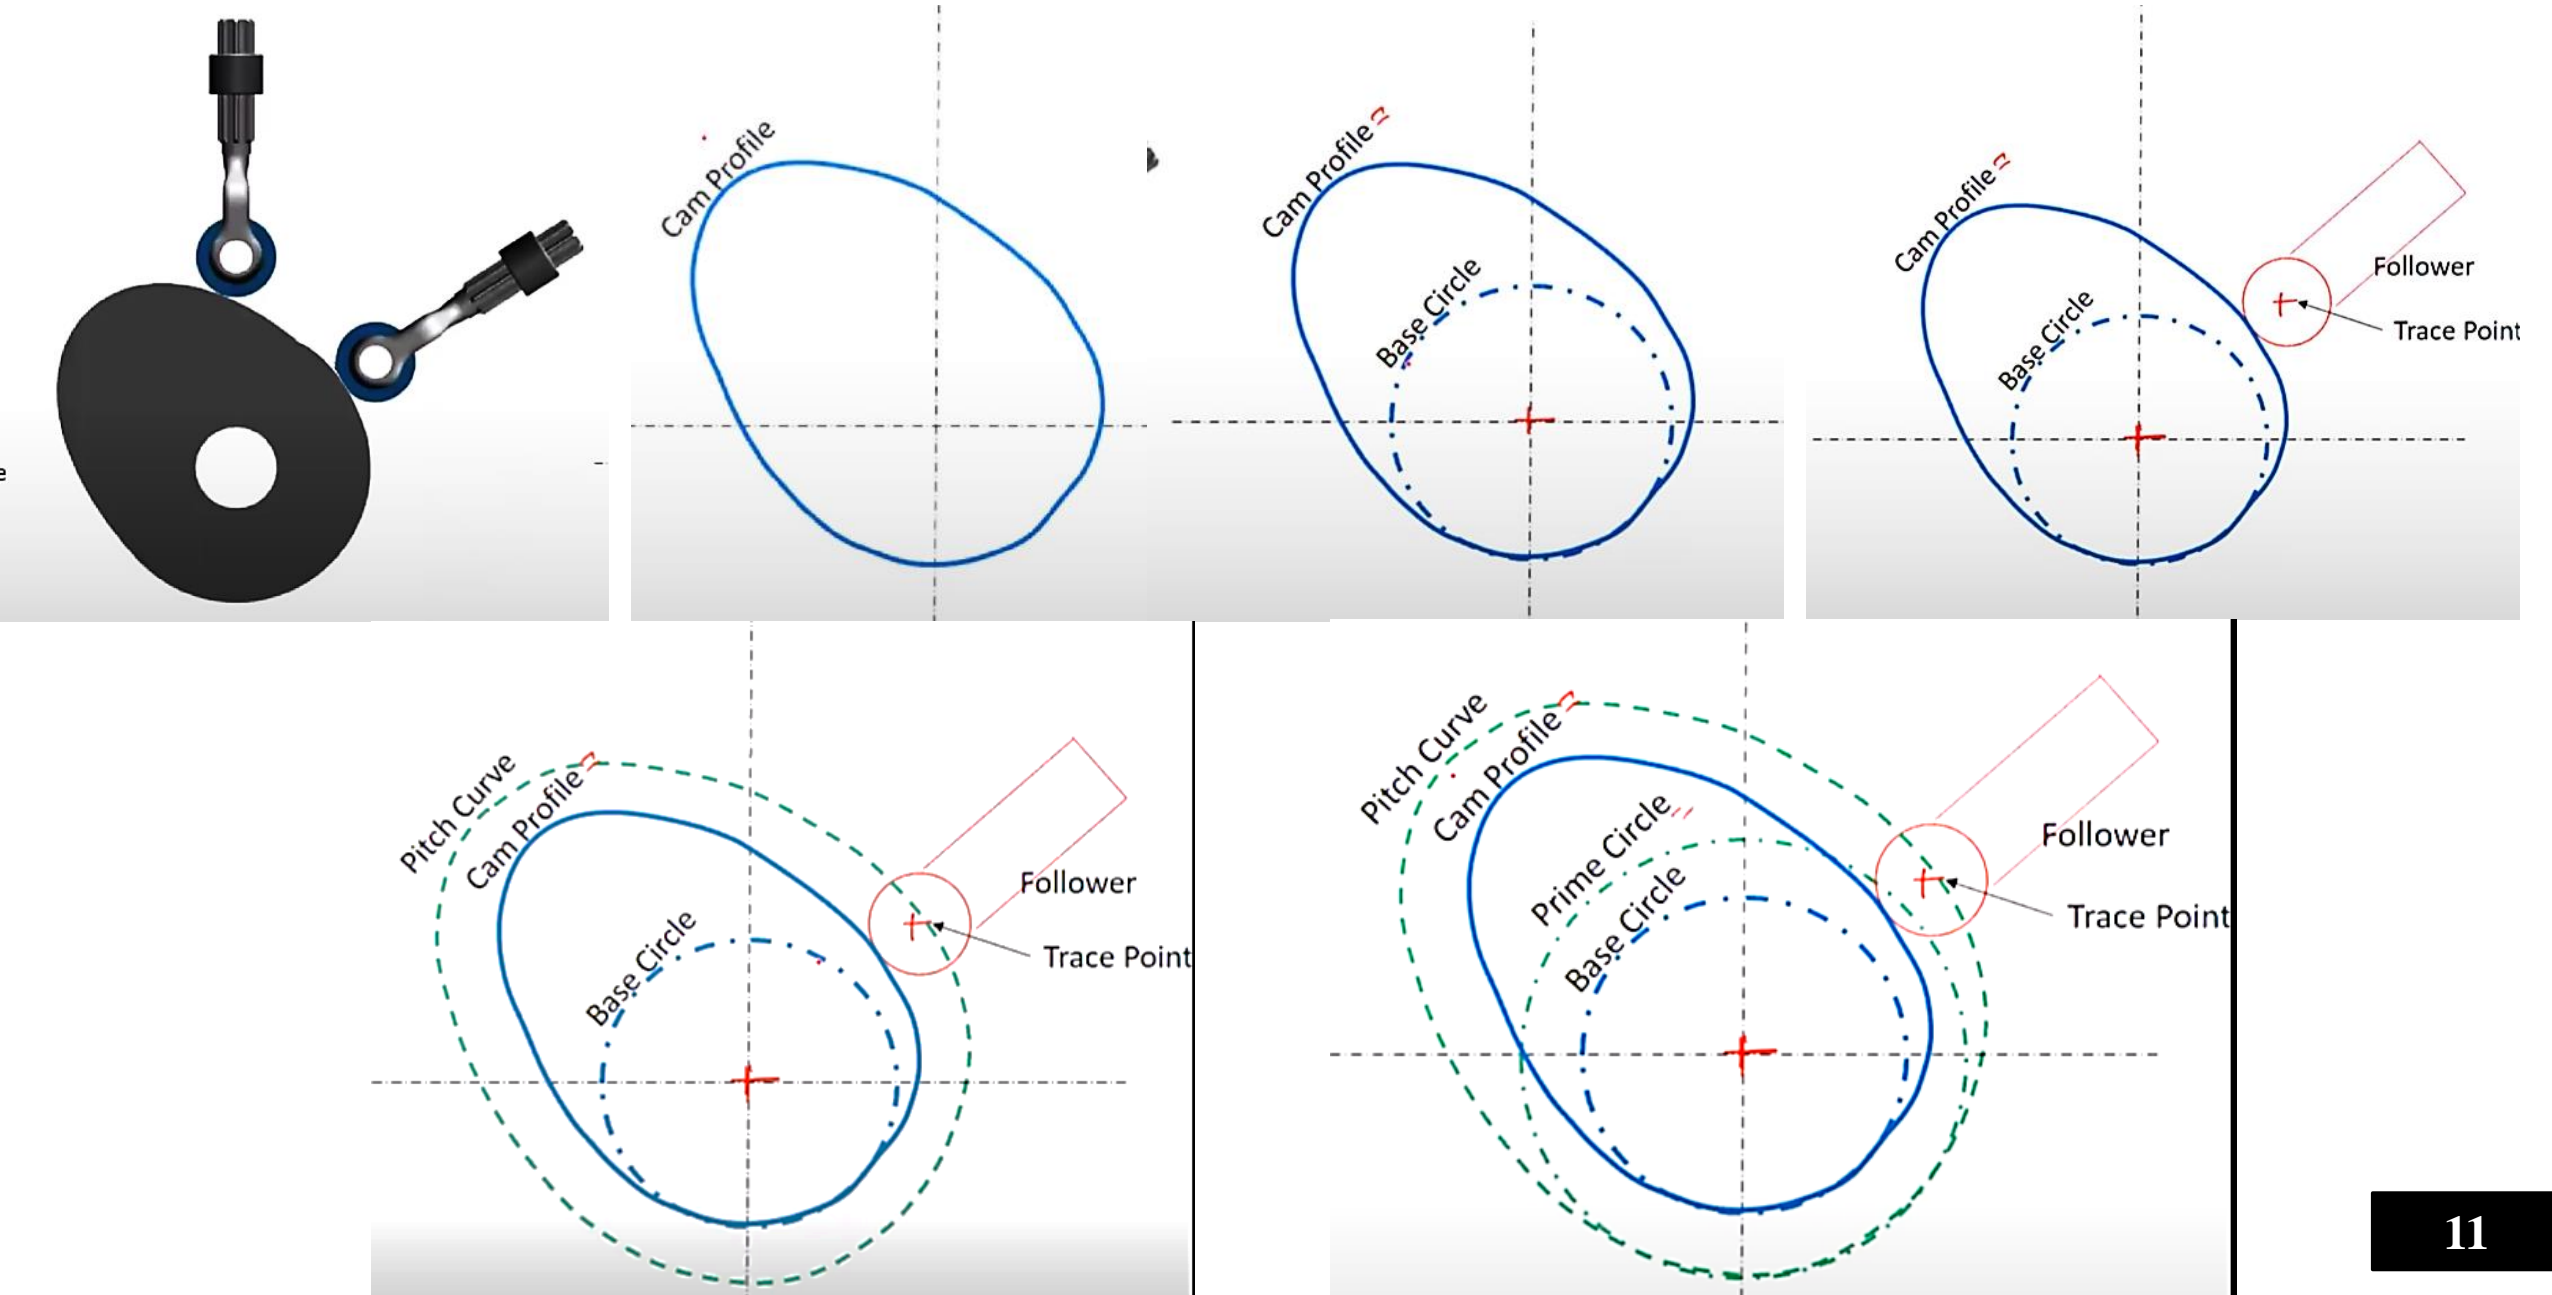 e
Cam Profile
Cam Profile
Base Circle
Cam Profile
Base Circle
Follower
Trace Point
Pitch Curve
Cam Profile
Base Circle
Follower
Trace Point
Pitch Curve
Cam Profile
Prime Circle
Base Circle
Follower
Trace Point
11